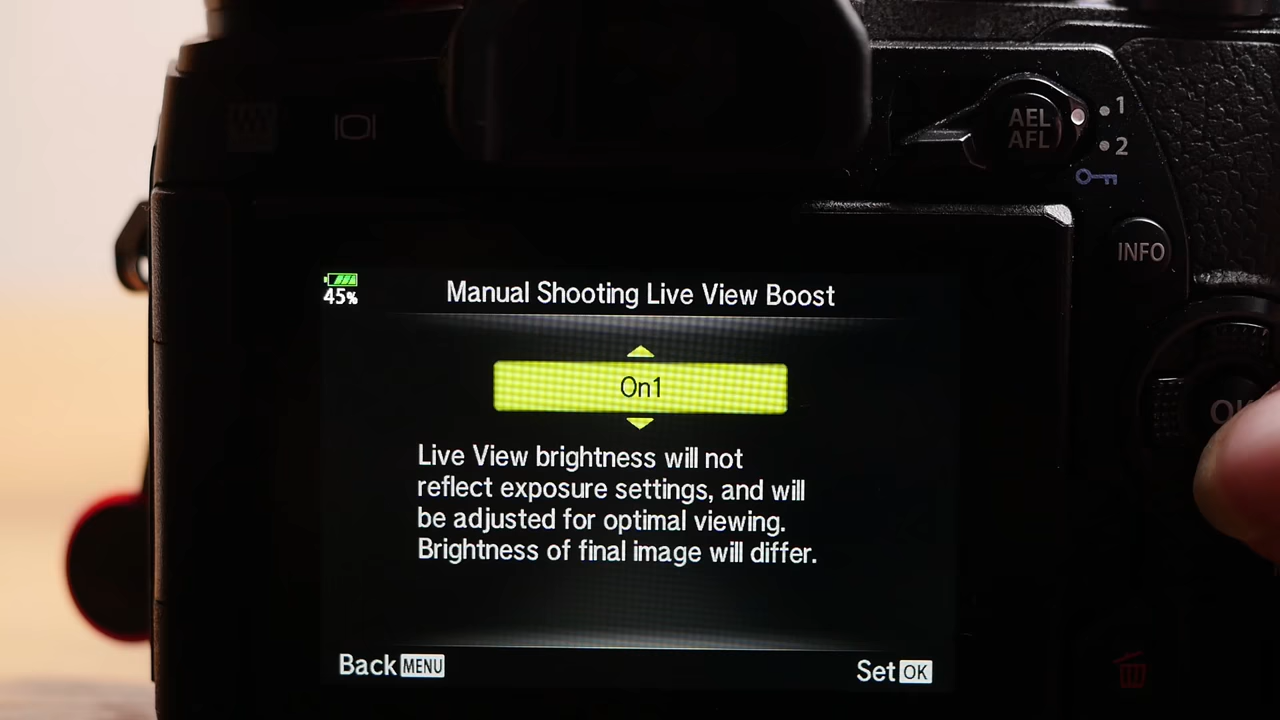 AEL
AFL
1
2
INFO
45%
Manual Shooting Live View Boost
On1
OK
Live View brightness will not
reflect exposure settings, and will
be adjusted for optimal viewing.
Brightness of final image will differ.
Back MENU
Set OK